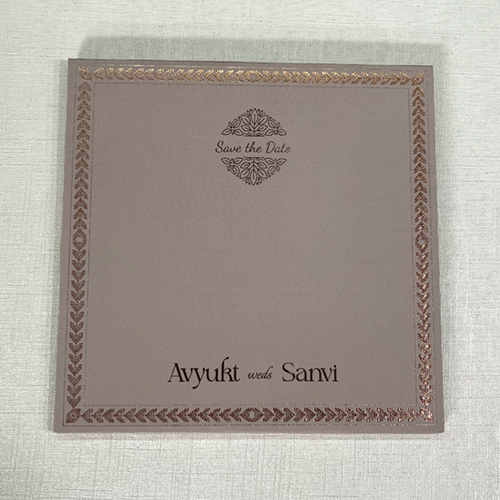 Save the Date
Avyukt weds Sanvi